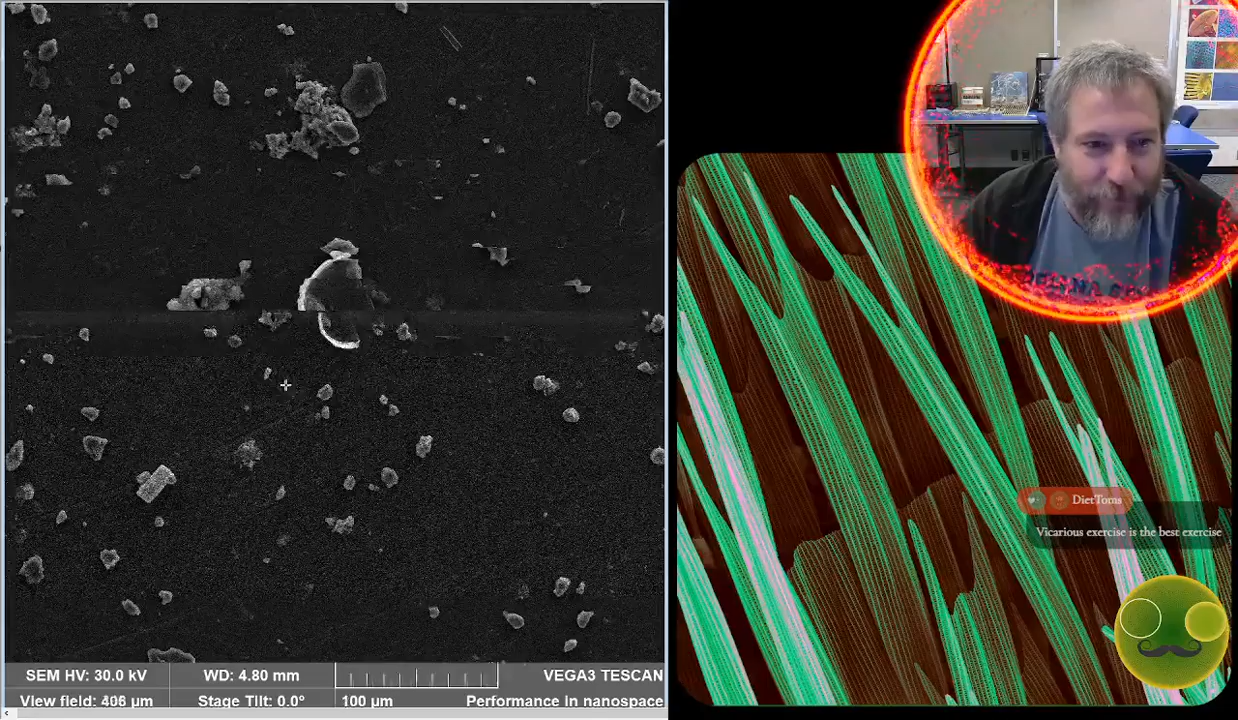 SEM HV: 30.0 kV
WD: 4.80 mm
VEGA3 TESCAN
View field: 406 µm
Stage Tilt: 0.0°
100 µm
Performance in nanospace
DietToms
Vicarious exercise is the best exercise